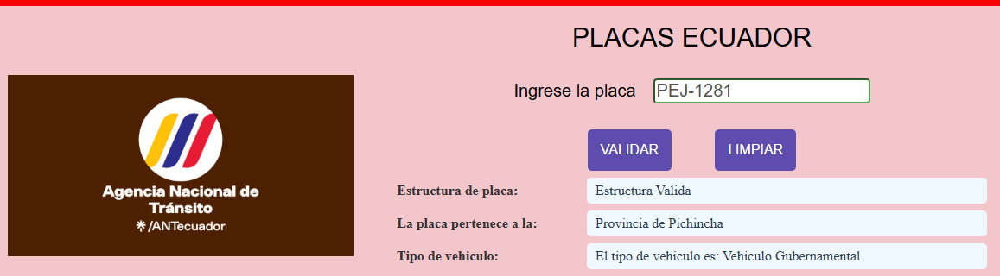 PLACAS ECUADOR
Ingrese la placa PEJ-1281
VALIDAR LIMPIAR
Agencia Nacional de
Tránsito
/ANTecuador
Estructura de placa: Estructura Valida
La placa pertenece a la: Provincia de Pichincha
Tipo de vehiculo: El tipo de vehiculo es: Vehiculo Gubernamental